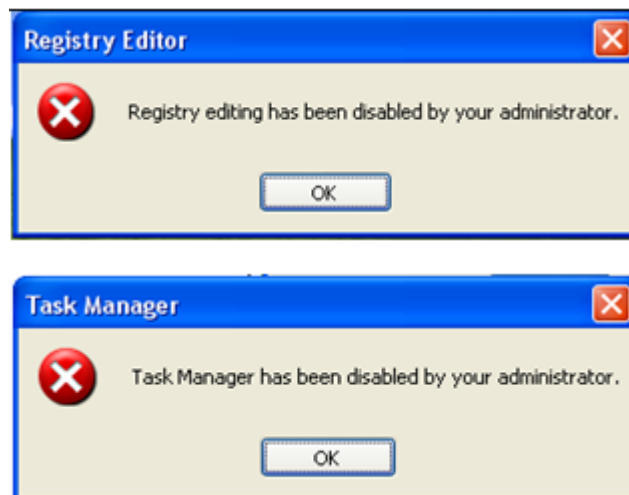 Registry Editor
Registry editing has been disabled by your administrator.
OK
Task Manager
Task Manager has been disabled by your administrator.
OK